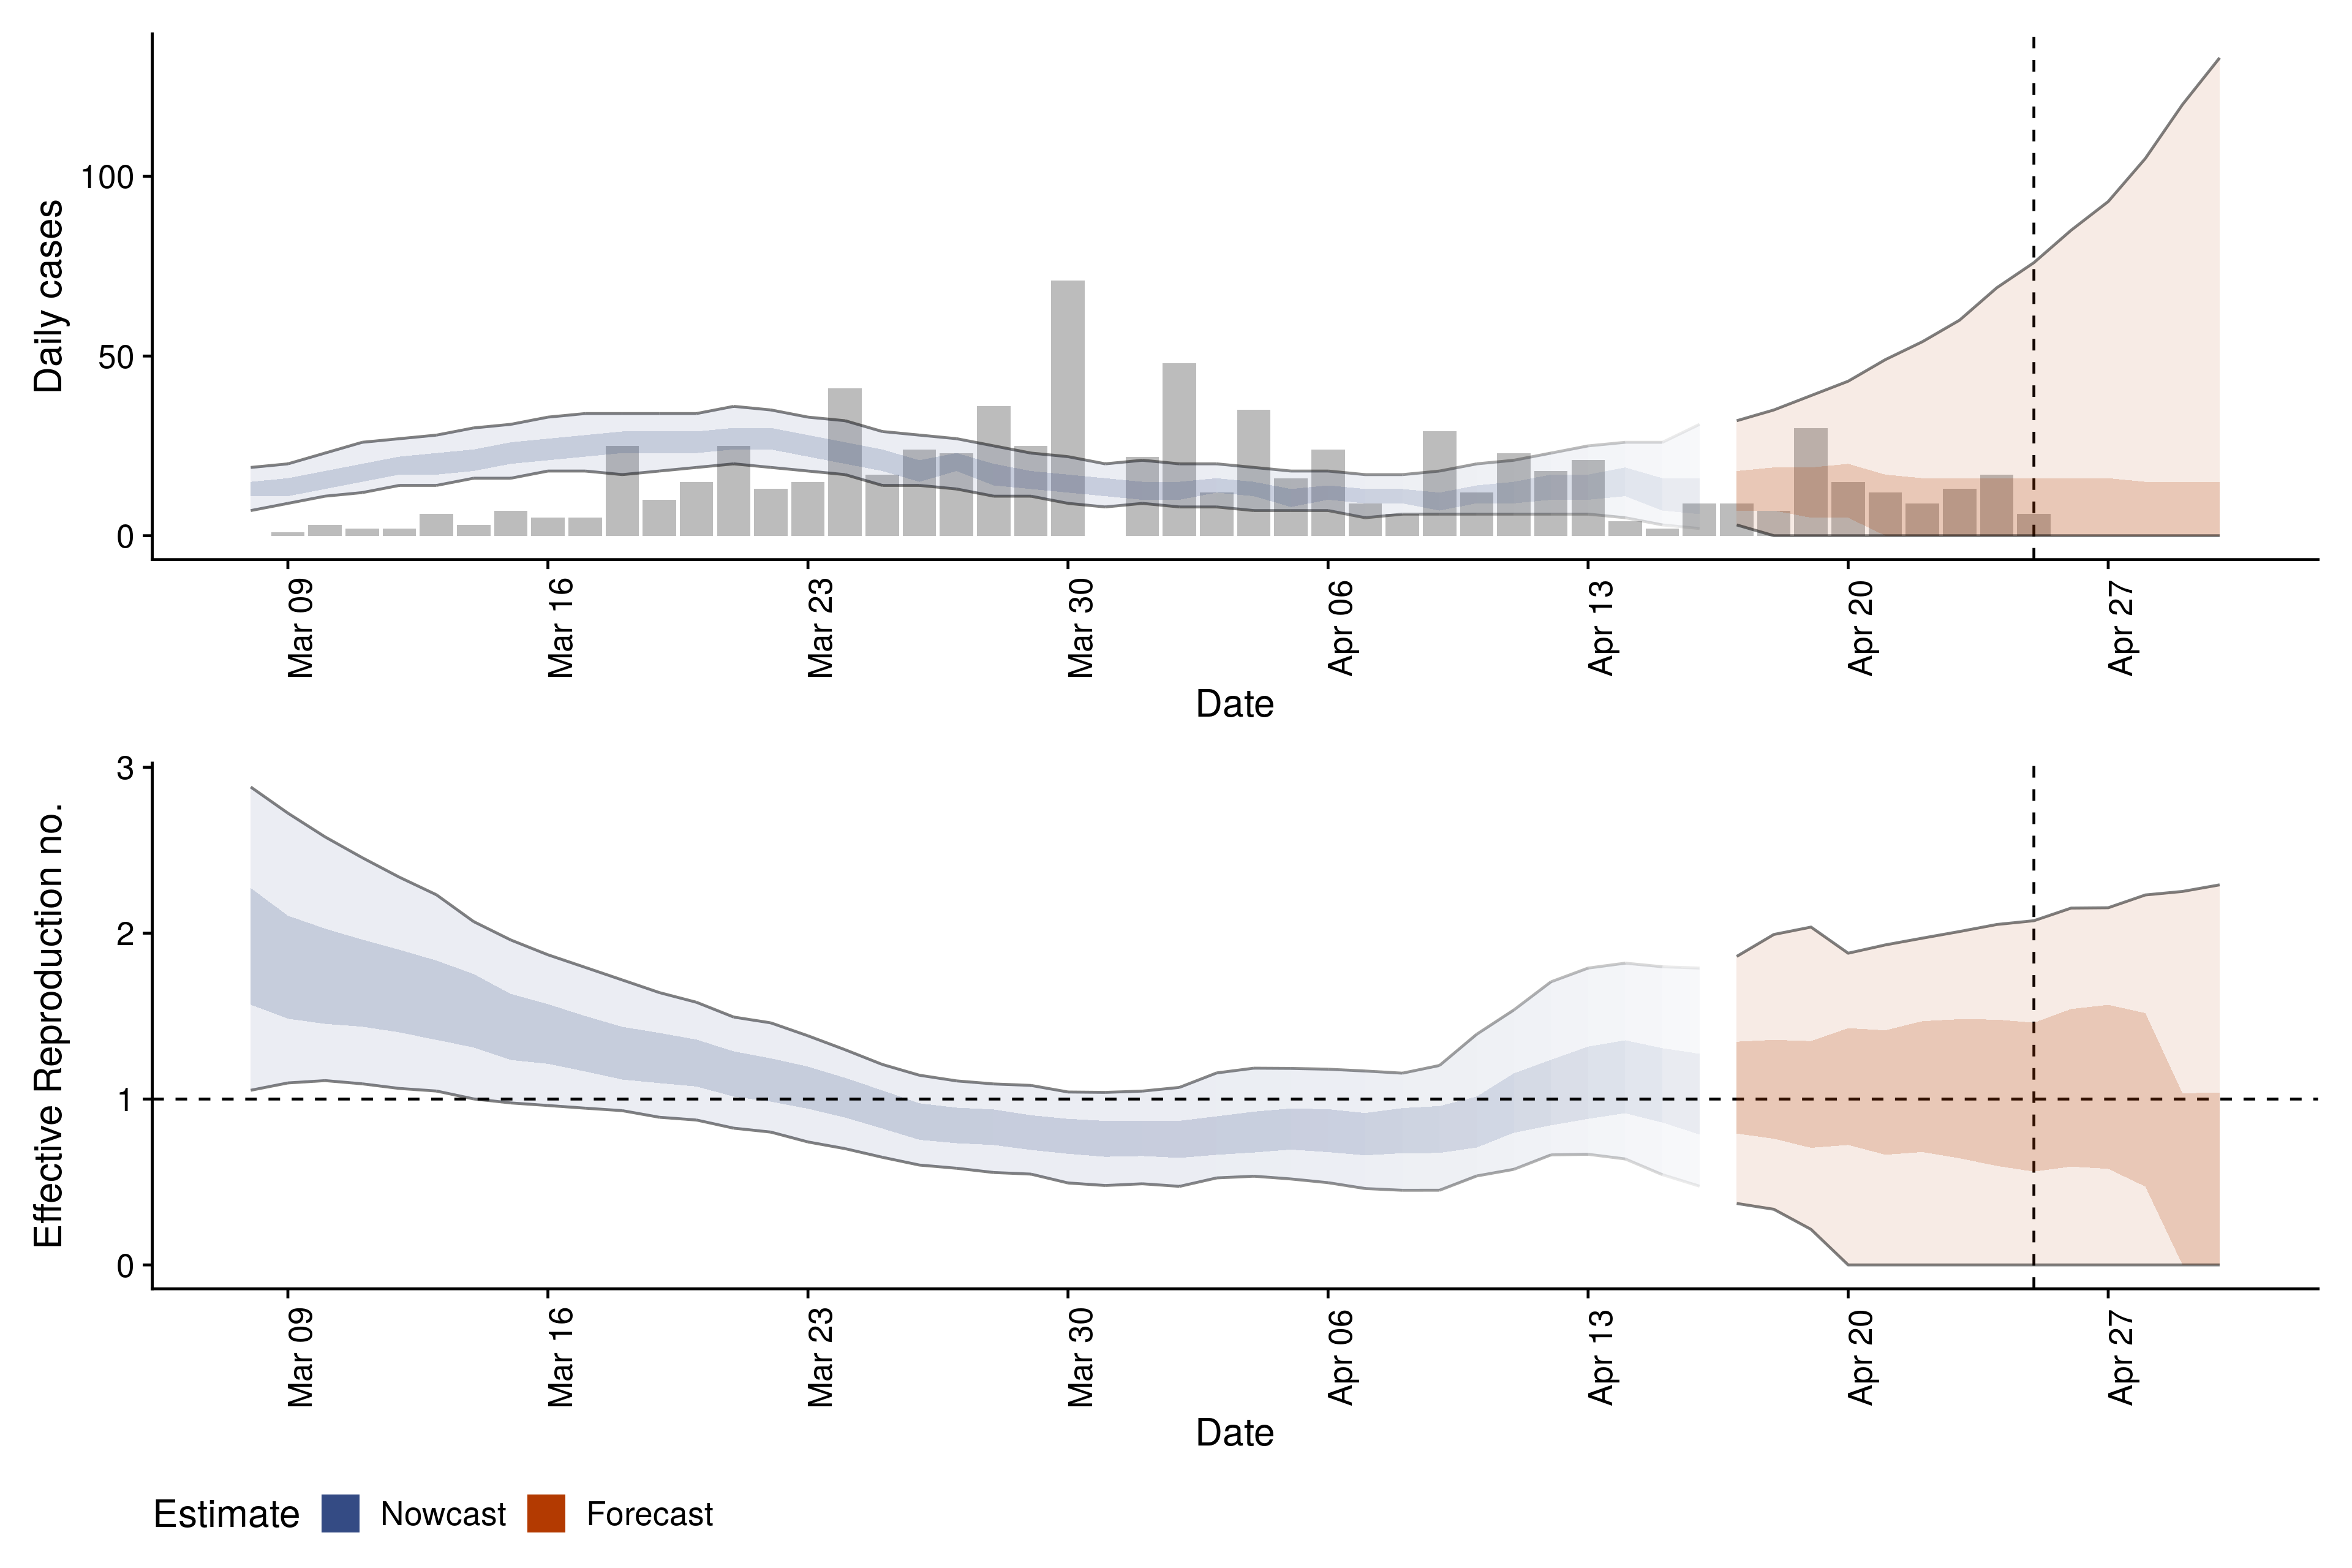 Daily cases
100
50
0
Mar 09
Mar 16
Mar 23
Mar 30
Apr 06
Apr 13
Apr 20
Apr 27
Date
Effective Reproduction no.
3
2
1
0
Mar 09
Mar 16
Mar 23
Mar 30
Apr 06
Apr 13
Apr 20
Apr 27
Date
Estimate Nowcast Forecast